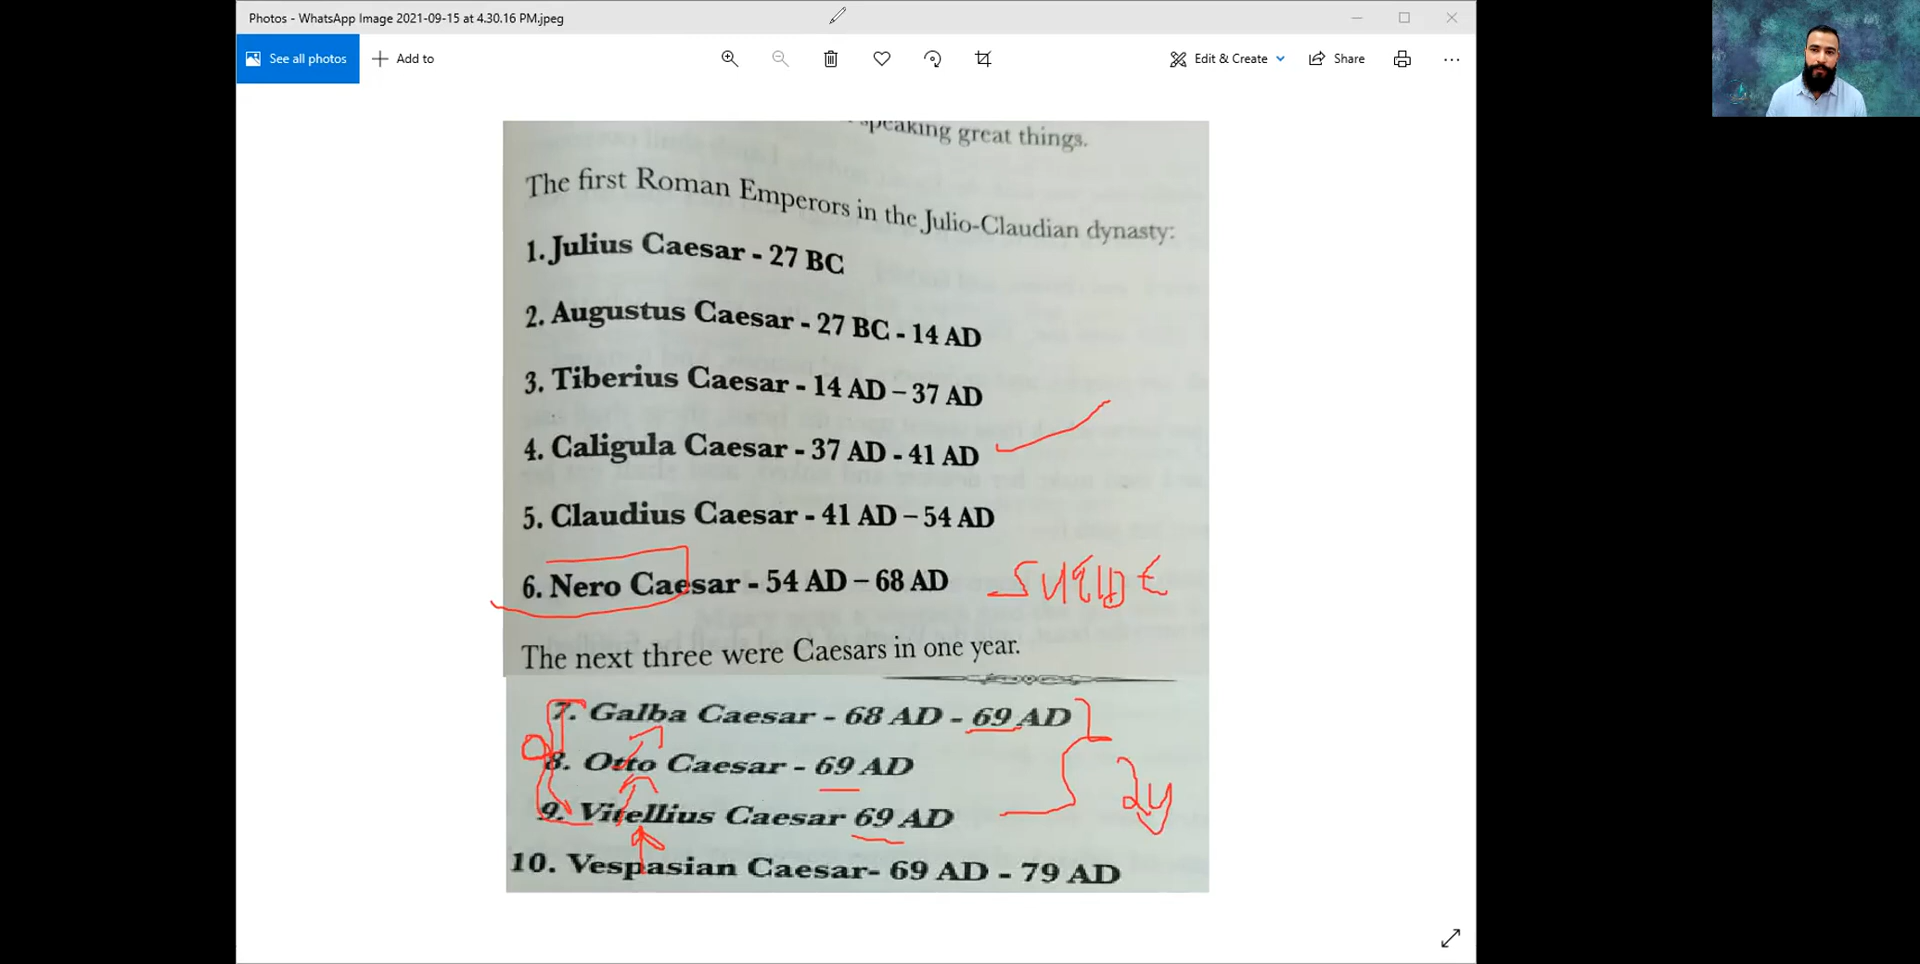 Photos - WhatsApp Image 2021-09-15 at 4.30.16 PM.jpeg
See all photos
Add to
Edit & Create
Share
speaking great things.
The first Roman Emperors in the Julio-Claudian dynasty:
1. Julius Caesar - 27 BC
2. Augustus Caesar - 27 BC - 14 AD
3. Tiberius Caesar - 14 AD – 37 AD
4. Caligula Caesar - 37 AD - 41 AD
5. Claudius Caesar - 41 AD – 54 AD
6. Nero Caesar - 54 AD – 68 AD
The next three were Caesars in one year.
7. Galba Caesar - 68 AD - 69 AD
8. Otto Caesar - 69 AD
9. Vitellius Caesar 69 AD
10. Vespasian Caesar- 69 AD - 79 AD